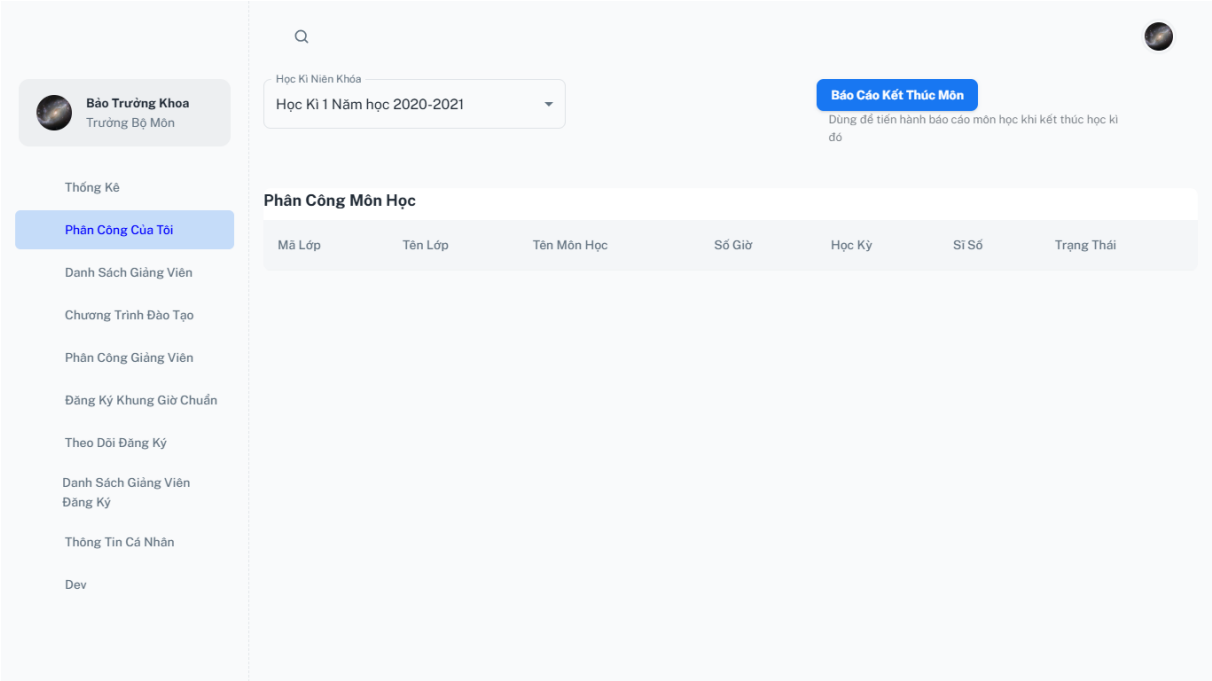 Học Kì Niên Khóa
Học Kì 1 Năm học 2020-2021
Báo Cáo Kết Thúc Môn
Dùng để tiến hành báo cáo môn học khi kết thúc học kì
đó
Bảo Trưởng Khoa
Trưởng Bộ Môn
Thống Kê
Phân Công Của Tôi
Danh Sách Giảng Viên
Chương Trình Đào Tạo
Phân Công Giảng Viên
Đăng Ký Khung Giờ Chuẩn
Theo Dõi Đăng Ký
Danh Sách Giảng Viên
Đăng Ký
Thông Tin Cá Nhân
Dev
Phân Công Môn Học
Mã Lớp Tên Lớp Tên Môn Học Số Giờ Học Kỳ Sĩ Số Trạng Thái